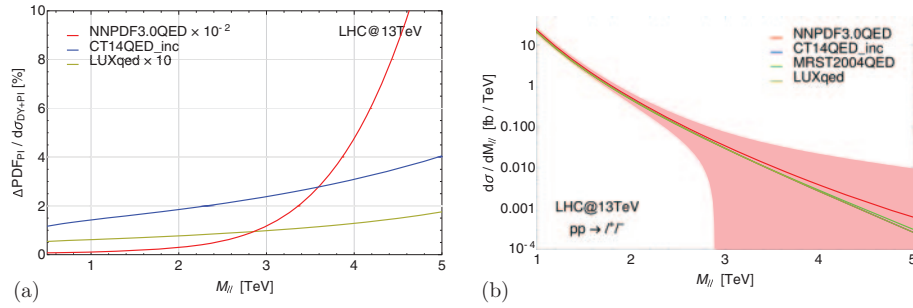 NNPDF3.0QED × 10⁻²
CT14QED_inc
LUXqed × 10
LHC@13TeV
ΔPDF_PI / dσ_DY+PI [%]
10
8
6
4
2
0
1 2 3 4 5
M_ll [TeV]
(a)
NNPDF3.0QED
CT14QED_inc
MRST2004QED
LUXqed
dσ / dM_ll [fb / TeV]
10
1
0.100
0.010
0.001
10⁻⁴
LHC@13TeV
pp → l⁺l⁻
1 2 3 4 5
M_ll [TeV]
(b)